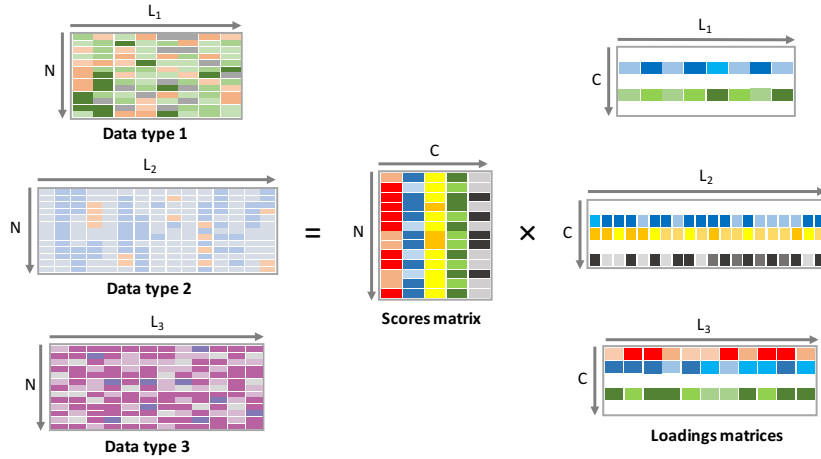 L₁
N
Data type 1
L₂
N
Data type 2
L₃
N
Data type 3
=
C
N
Scores matrix
×
L₁
C
L₂
C
L₃
C
Loadings matrices